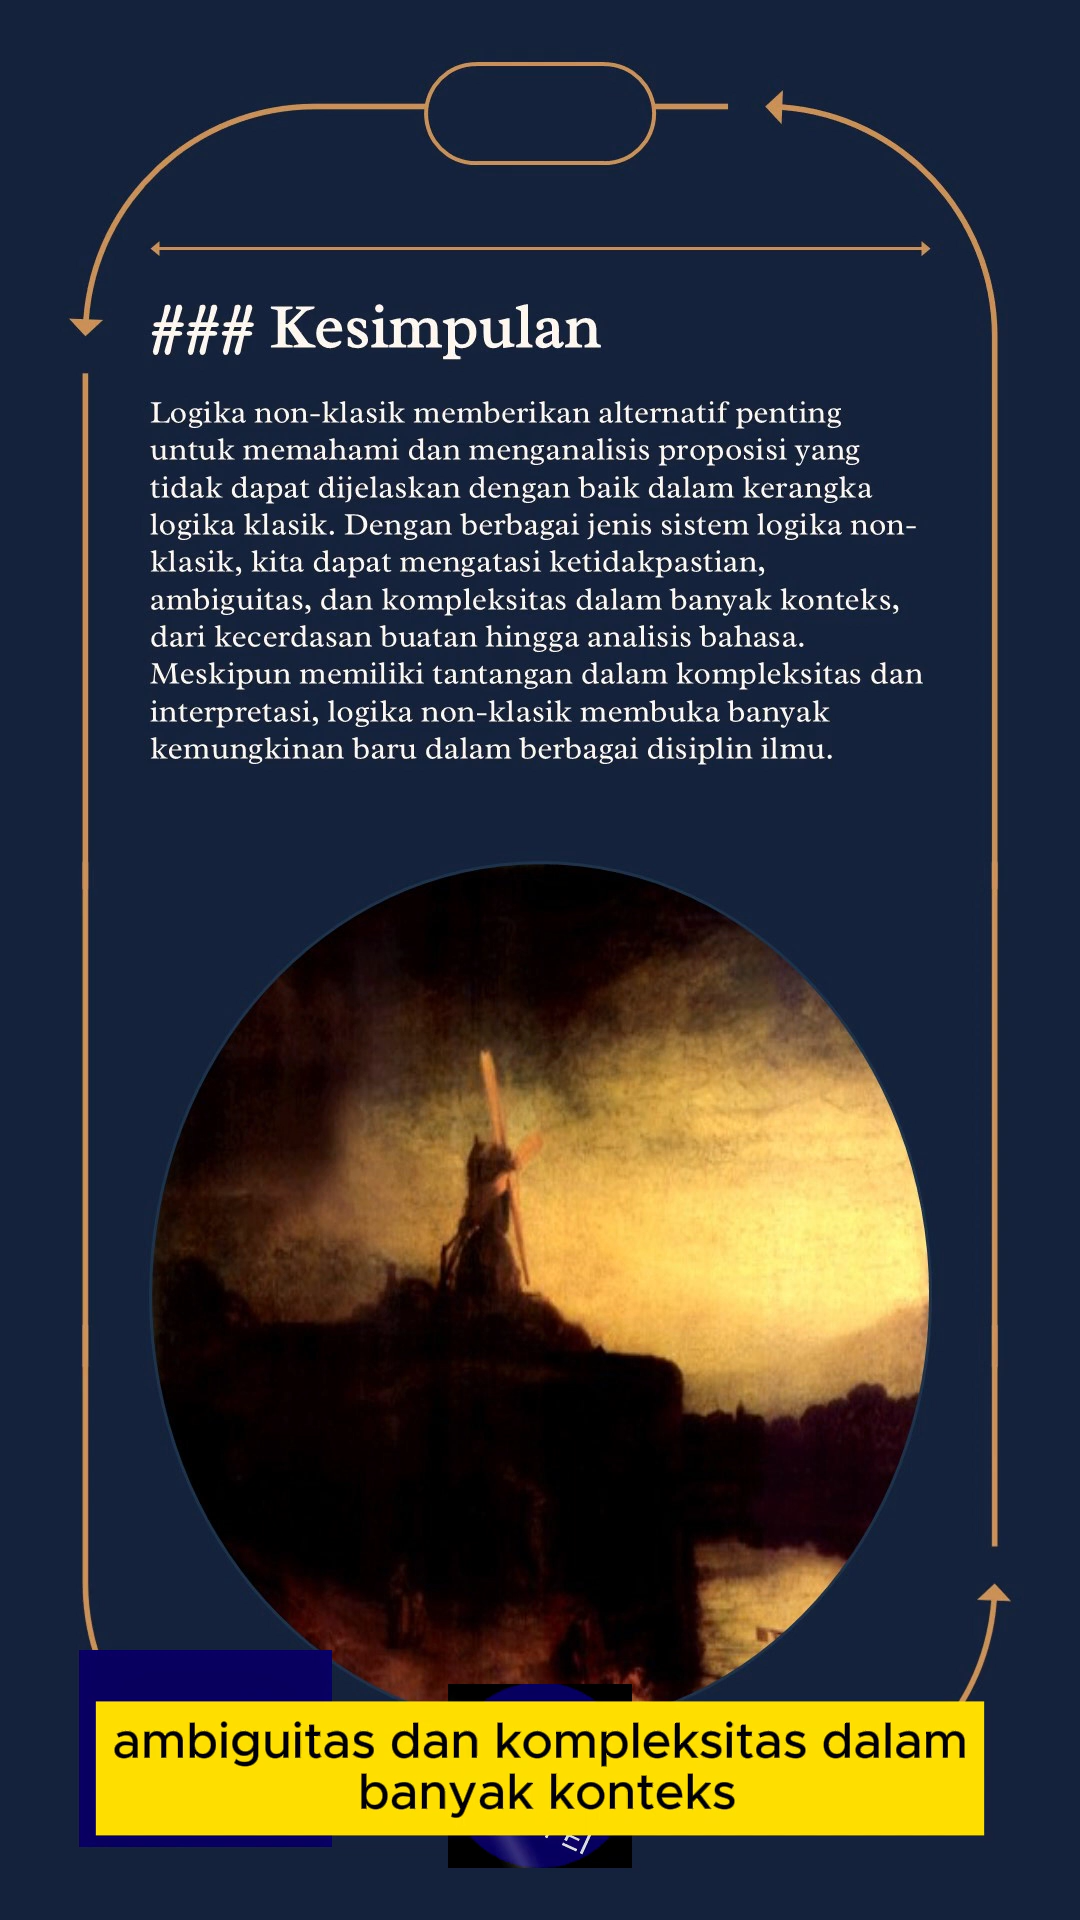 ### Kesimpulan
Logika non-klasik memberikan alternatif penting
untuk memahami dan menganalisis proposisi yang
tidak dapat dijelaskan dengan baik dalam kerangka
logika klasik. Dengan berbagai jenis sistem logika non-
klasik, kita dapat mengatasi ketidakpastian,
ambiguitas, dan kompleksitas dalam banyak konteks,
dari kecerdasan buatan hingga analisis bahasa.
Meskipun memiliki tantangan dalam kompleksitas dan
interpretasi, logika non-klasik membuka banyak
kemungkinan baru dalam berbagai disiplin ilmu.
ambiguitas dan kompleksitas dalam
banyak konteks